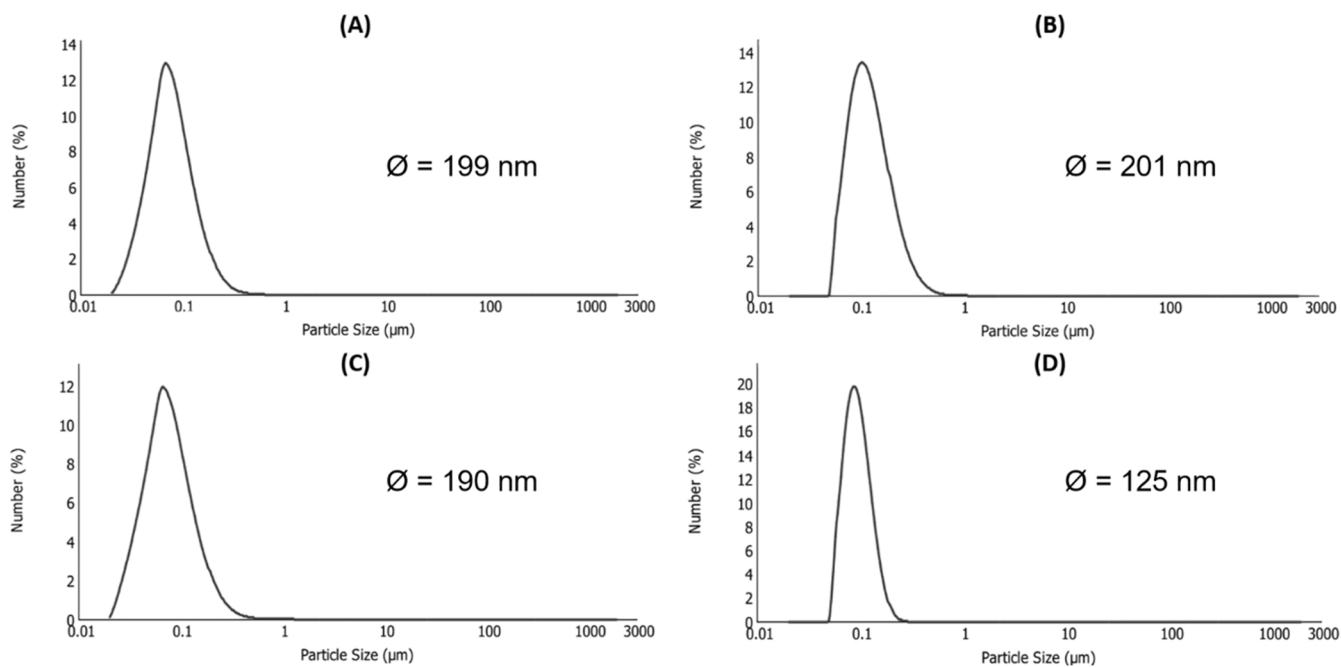 (A)
14
12
10
8
6
4
2
0
Number (%)
Ø = 199 nm
0.01 0.1 1 10 100 1000 3000
Particle Size (µm)
(B)
14
12
10
8
6
4
2
0
Number (%)
Ø = 201 nm
0.01 0.1 1 10 100 1000 3000
Particle Size (µm)
(C)
12
10
8
6
4
2
0
Number (%)
Ø = 190 nm
0.01 0.1 1 10 100 1000 3000
Particle Size (µm)
(D)
20
18
16
14
12
10
8
6
4
2
0
Number (%)
Ø = 125 nm
0.01 0.1 1 10 100 1000 3000
Particle Size (µm)